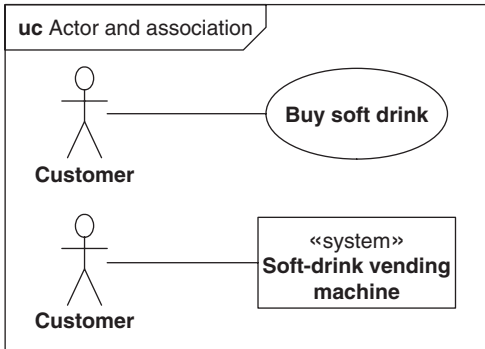 uc Actor and association
Buy soft drink
Customer
«system»
Soft-drink vending
machine
Customer